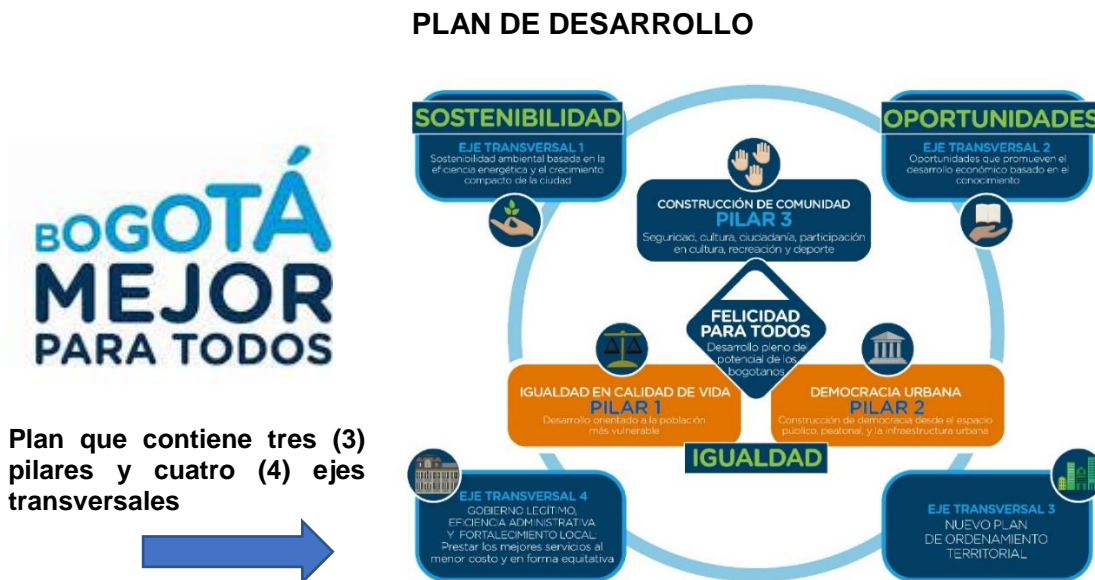 PLAN DE DESARROLLO
BOGOTÁ
MEJOR
PARA TODOS
Plan que contiene tres (3)
pilares y cuatro (4) ejes
transversales
SOSTENIBILIDAD
EJE TRANSVERSAL 1
Sostenibilidad ambiental basada en la
eficiencia energética y el crecimiento
compacto de la ciudad
OPORTUNIDADES
EJE TRANSVERSAL 2
Oportunidades que promueven el
desarrollo económico basado en el
conocimiento
CONSTRUCCIÓN DE COMUNIDAD
PILAR 3
Seguridad, cultura, ciudadanía, participación
en cultura, recreación y deporte
FELICIDAD
PARA TODOS
Desarrollo pleno del
potencial de los
bogotanos
IGUALDAD EN CALIDAD DE VIDA
PILAR 1
Desarrollo orientado a la población
más vulnerable
DEMOCRACIA URBANA
PILAR 2
Construcción de democracia desde el espacio
público, peatonal, y la infraestructura urbana
IGUALDAD
EJE TRANSVERSAL 4
GOBIERNO LEGÍTIMO,
EFICIENCIA ADMINISTRATIVA
Y FORTALECIMIENTO LOCAL:
Prestar los mejores servicios al
menor costo y en forma equitativa
EJE TRANSVERSAL 3
NUEVO PLAN
DE ORDENAMIENTO
TERRITORIAL